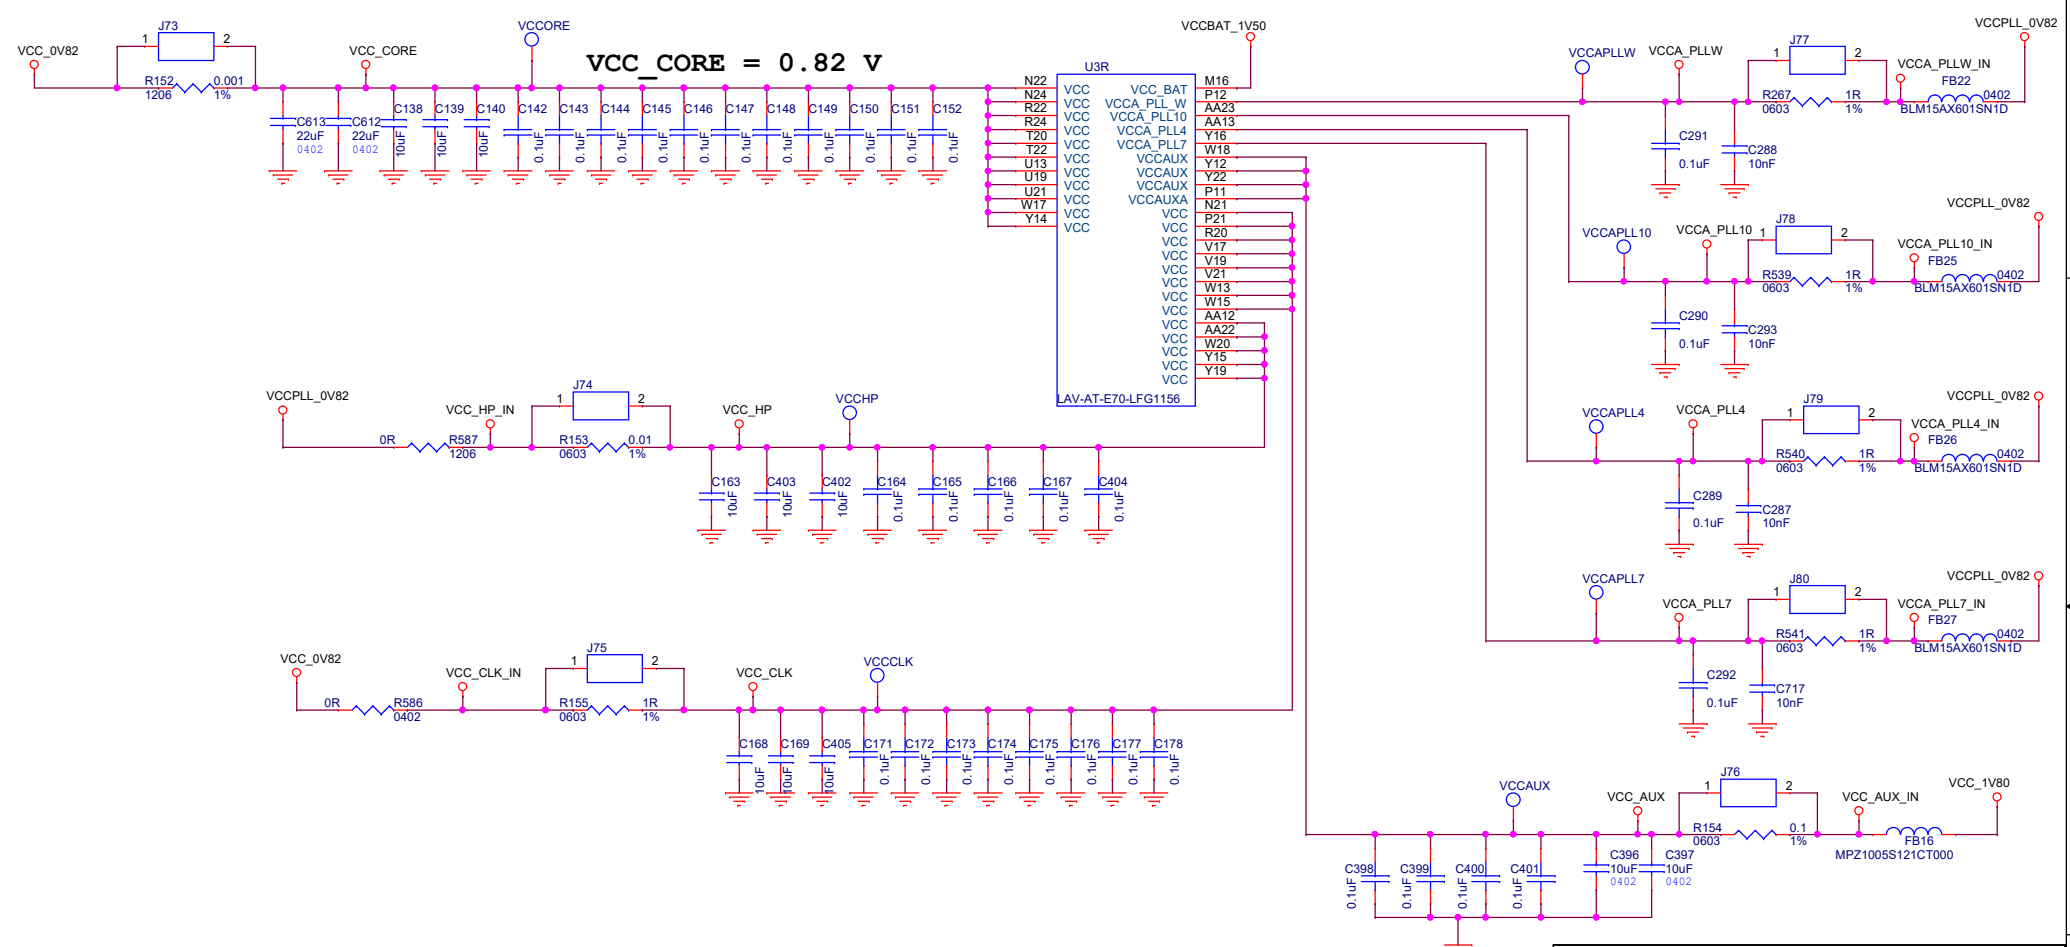 VCC_0V82
J73
1
2
R152
0.001
1206
1%
VCC_CORE
VCCORE
VCC_CORE = 0.82 V
C613
22uF
0402
C612
22uF
0402
C138
10uF
C139
10uF
C140
10uF
C142
0.1uF
C143
0.1uF
C144
0.1uF
C145
0.1uF
C146
0.1uF
C147
0.1uF
C148
0.1uF
C149
0.1uF
C150
0.1uF
C151
0.1uF
C152
0.1uF
VCCBAT_1V50
U3R
N22 VCC
N24 VCC
R22 VCC
R24 VCC
T20 VCC
T22 VCC
U13 VCC
U19 VCC
U21 VCC
W17 VCC
Y14 VCC
VCC_BAT M16
VCCA_PLL_W P12
VCCA_PLL10 AA23
VCCA_PLL4 AA13
VCCA_PLL7 Y16
VCCAUX W18
VCCAUX Y12
VCCAUX Y22
VCCAUXA P11
VCC N21
VCC P21
VCC R20
VCC V17
VCC V19
VCC V21
VCC W13
VCC W15
VCC AA12
VCC AA22
VCC W20
VCC Y15
VCC Y19
LAV-AT-E70-LFG1156
VCCAPLLW
VCCA_PLLW
J77
1
2
R267
1R
0603
1%
VCCA_PLLW_IN
FB22
0402
BLM15AX601SN1D
VCCPLL_0V82
C291
0.1uF
C288
10nF
VCCAPLL10
VCCA_PLL10
J78
1
2
R539
1R
0603
1%
VCCA_PLL10_IN
FB25
0402
BLM15AX601SN1D
VCCPLL_0V82
C290
0.1uF
C293
10nF
VCCAPLL4
VCCA_PLL4
J79
1
2
R540
1R
0603
1%
VCCA_PLL4_IN
FB26
0402
BLM15AX601SN1D
VCCPLL_0V82
C289
0.1uF
C287
10nF
VCCAPLL7
VCCA_PLL7
J80
1
2
R541
1R
0603
1%
VCCA_PLL7_IN
FB27
0402
BLM15AX601SN1D
VCCPLL_0V82
C292
0.1uF
C717
10nF
VCCPLL_0V82
0R
R587
1206
VCC_HP_IN
J74
1
2
R153
0.01
0603
1%
VCC_HP
VCCHP
C163
10uF
C403
10uF
C402
10uF
C164
0.1uF
C165
0.1uF
C166
0.1uF
C167
0.1uF
C404
0.1uF
VCC_0V82
0R
R586
0402
VCC_CLK_IN
J75
1
2
R155
1R
0603
1%
VCC_CLK
VCCCLK
C168
10uF
C169
10uF
C405
10uF
C171
0.1uF
C172
0.1uF
C173
0.1uF
C174
0.1uF
C175
0.1uF
C176
0.1uF
C177
0.1uF
C178
0.1uF
VCCAUX
VCC_AUX
J76
1
2
R154
0.1
0603
1%
VCC_AUX_IN
FB16
MPZ1005S121CT000
VCC_1V80
C398
0.1uF
C399
0.1uF
C400
0.1uF
C401
0.1uF
C396
10uF
0402
C397
10uF
0402